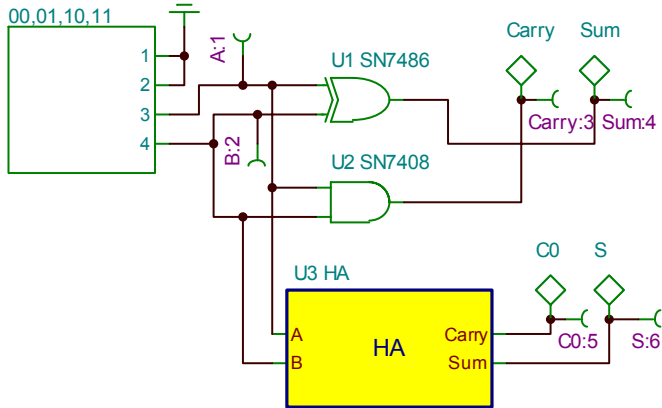 00,01,10,11
1
2
3
4
A:1
B:2
U1 SN7486
U2 SN7408
Carry
Sum
Carry:3
Sum:4
U3 HA
A
B
HA
Carry
Sum
C0
S
C0:5
S:6